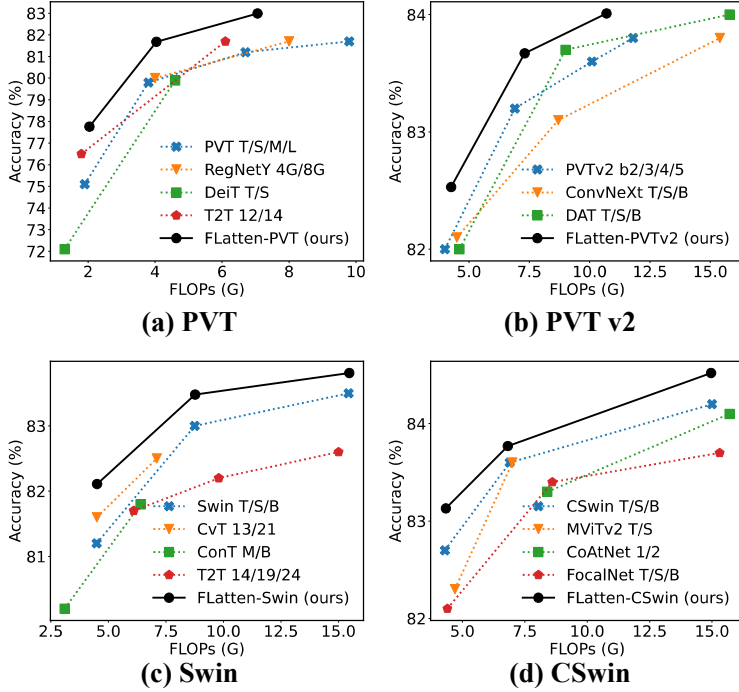 83
82
81
80
79
78
77
76
75
74
73
72
Accuracy (%)
PVT T/S/M/L
RegNetY 4G/8G
DeiT T/S
T2T 12/14
FLatten-PVT (ours)
2 4 6 8 10
FLOPs (G)
(a) PVT
84
83
82
Accuracy (%)
PVTv2 b2/3/4/5
ConvNeXt T/S/B
DAT T/S/B
FLatten-PVTv2 (ours)
5.0 7.5 10.0 12.5 15.0
FLOPs (G)
(b) PVT v2
83
82
81
Accuracy (%)
Swin T/S/B
CvT 13/21
ConT M/B
T2T 14/19/24
FLatten-Swin (ours)
2.5 5.0 7.5 10.0 12.5 15.0
FLOPs (G)
(c) Swin
84
83
82
Accuracy (%)
CSwin T/S/B
MViTv2 T/S
CoAtNet 1/2
FocalNet T/S/B
FLatten-CSwin (ours)
5.0 7.5 10.0 12.5 15.0
FLOPs (G)
(d) CSwin